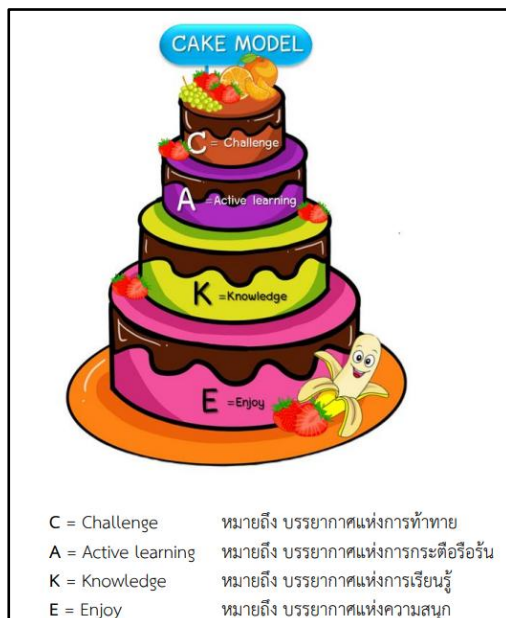 CAKE MODEL
C = Challenge
A =Active learning
K =Knowledge
E =Enjoy
C = Challenge หมายถึง บรรยากาศแห่งการท้าทาย
A = Active learning หมายถึง บรรยากาศแห่งการกระตือรือร้น
K = Knowledge หมายถึง บรรยากาศแห่งการเรียนรู้
E = Enjoy หมายถึง บรรยากาศแห่งความสนุก